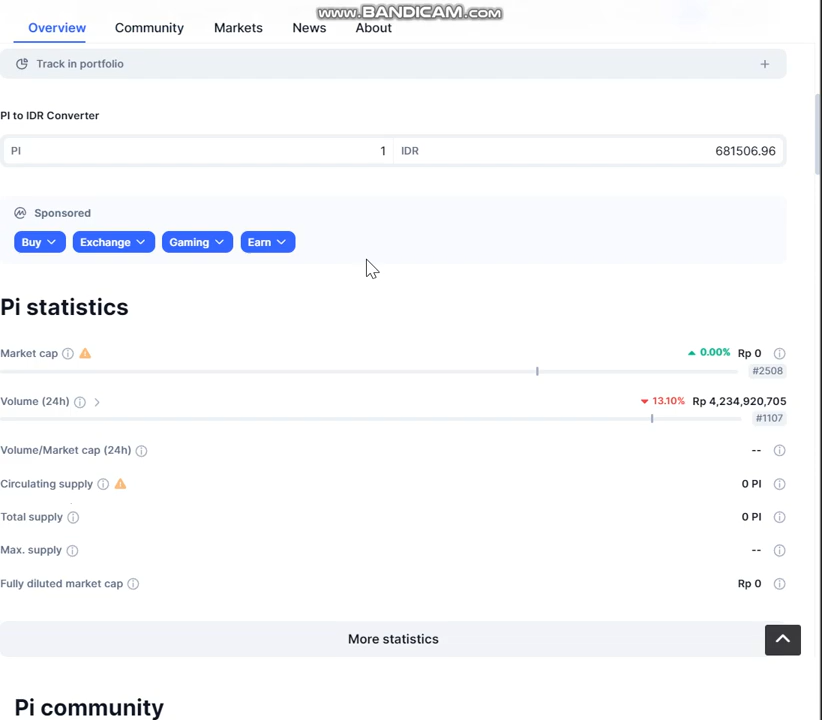 www.BANDICAM.com
Overview Community Markets News About
Track in portfolio +
PI to IDR Converter
PI 1 IDR 681506.96
Sponsored
Buy Exchange Gaming Earn
Pi statistics
Market cap 0.00% Rp 0
#2508
Volume (24h) 13.10% Rp 4,234,920,705
#1107
Volume/Market cap (24h) --
Circulating supply 0 PI
Total supply 0 PI
Max. supply --
Fully diluted market cap Rp 0
More statistics
Pi community